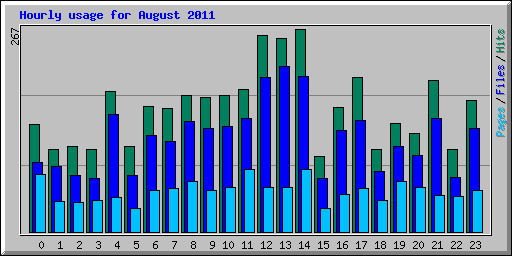 Hourly usage for August 2011
267
Pages / Files / Hits
0 1 2 3 4 5 6 7 8 9 10 11 12 13 14 15 16 17 18 19 20 21 22 23